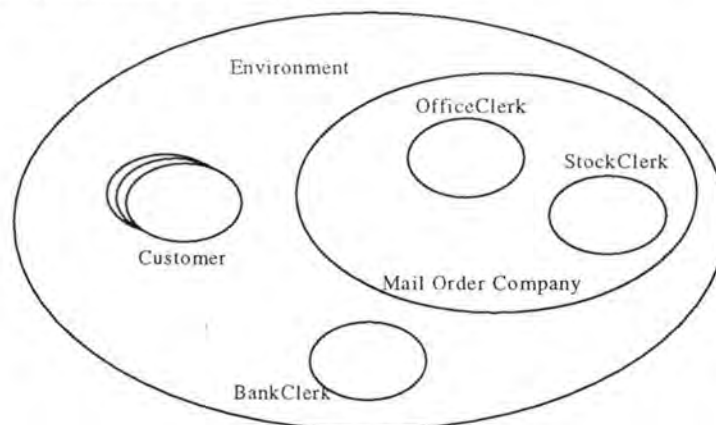 Environment
OfficeClerk
StockClerk
Customer
Mail Order Company
BankClerk